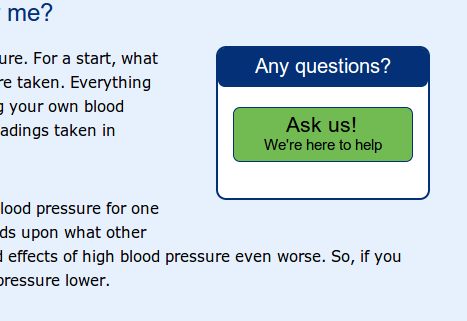 me?
ure. For a start, what
re taken. Everything
g your own blood
adings taken in
Any questions?
Ask us!
We're here to help
lood pressure for one
ds upon what other
d effects of high blood pressure even worse. So, if you
pressure lower.